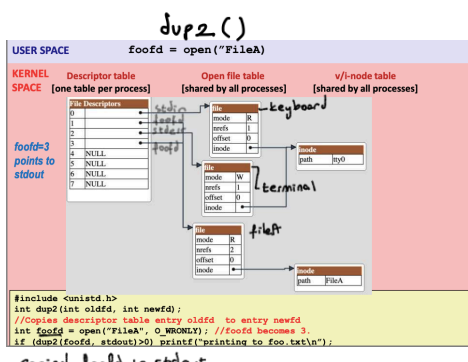 dup2()
USER SPACE foofd = open("FileA)
KERNEL SPACE
Descriptor table
[one table per process]
Open file table
[shared by all processes]
v/i-node table
[shared by all processes]
foofd=3
points to
stdout
File Descriptors
0
1
2
3
4 NULL
5 NULL
6 NULL
7 NULL
stdin
foofd
stderr
foofd
file
mode R
nrefs 1
offset 0
inode
keyboard
file
mode W
nrefs 1
offset 0
inode
terminal
fileA
file
mode R
nrefs 2
offset 0
inode
inode
path tty0
inode
path FileA
#include <unistd.h>
int dup2(int oldfd, int newfd);
//Copies descriptor table entry oldfd to entry newfd
int foofd = open("FileA", O_WRONLY); //foofd becomes 3.
if (dup2(foofd, stdout)>0) printf("printing to foo.txt\n");